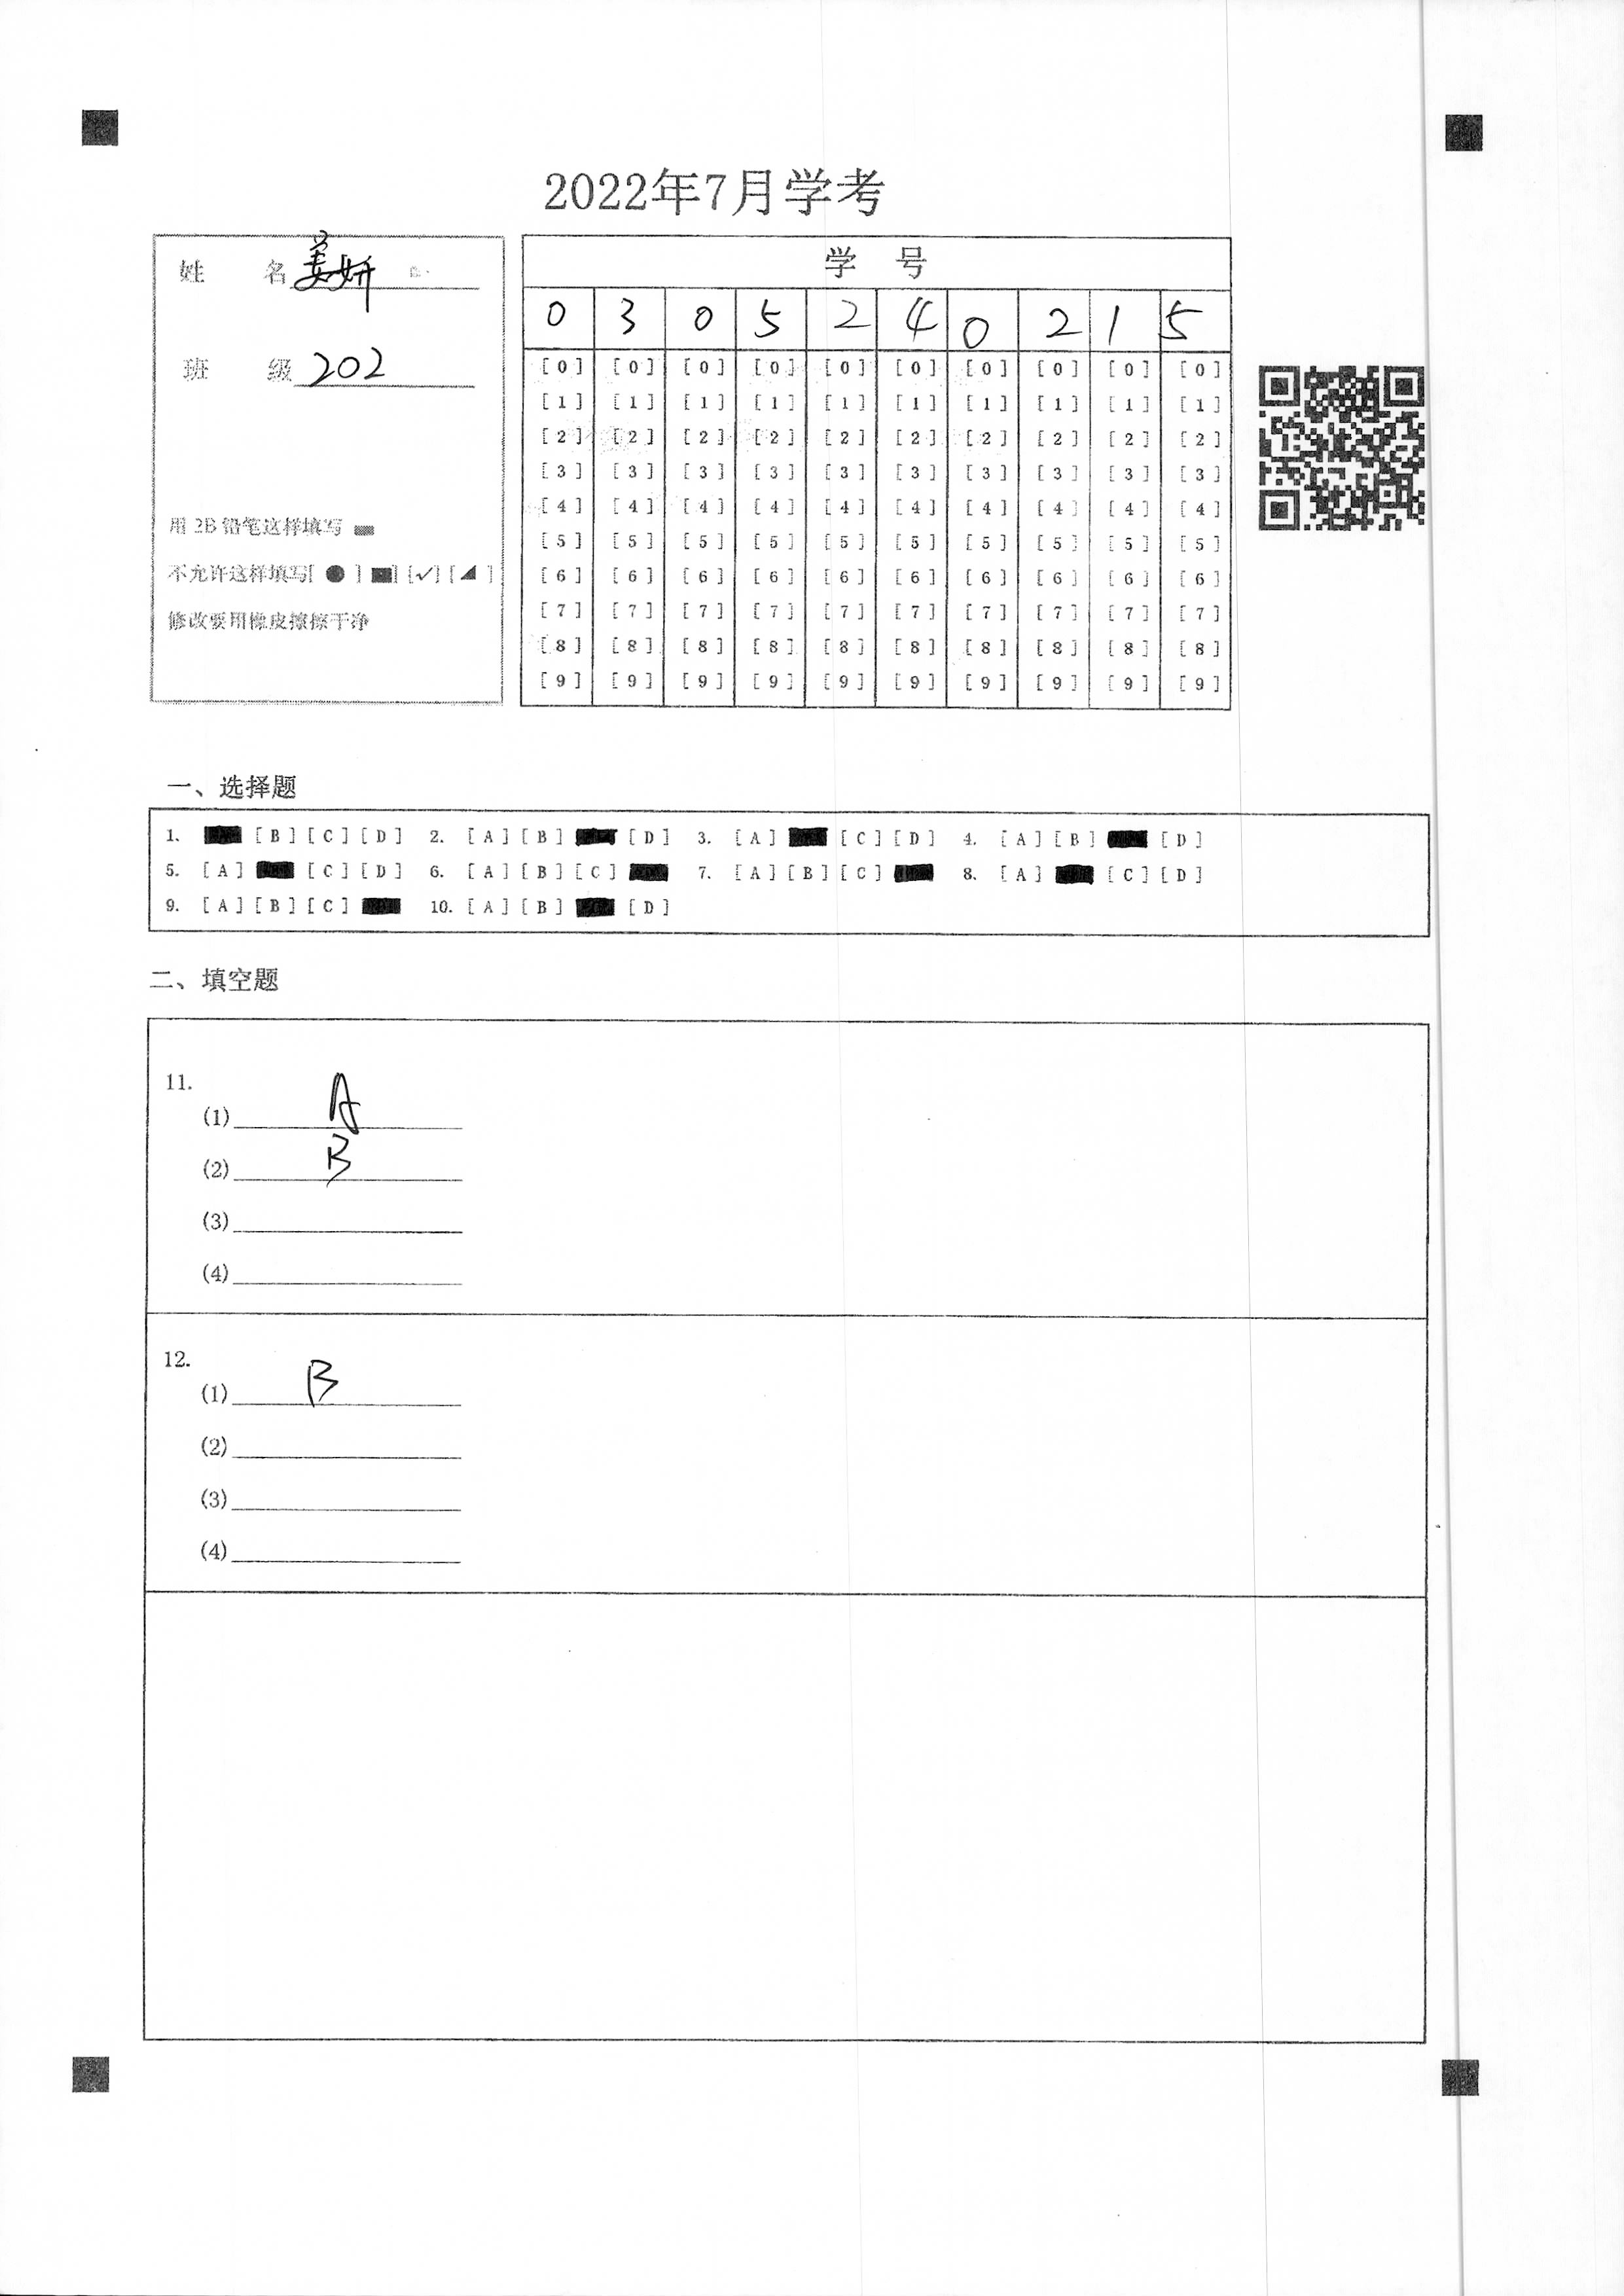 2022年7月学考
姓 名 姜妍
班 级 202
用 2B 铅笔这样填写
不允许这样填写[ ● ] ■] [✓] [◢ ]
修改要用橡皮擦擦干净
学 号
0 3 0 5 2 4 0 2 1 5
[0] [0] [0] [0] [0] [0] [0] [0] [0] [0]
[1] [1] [1] [1] [1] [1] [1] [1] [1] [1]
[2] [2] [2] [2] [2] [2] [2] [2] [2] [2]
[3] [3] [3] [3] [3] [3] [3] [3] [3] [3]
[4] [4] [4] [4] [4] [4] [4] [4] [4] [4]
[5] [5] [5] [5] [5] [5] [5] [5] [5] [5]
[6] [6] [6] [6] [6] [6] [6] [6] [6] [6]
[7] [7] [7] [7] [7] [7] [7] [7] [7] [7]
[8] [8] [8] [8] [8] [8] [8] [8] [8] [8]
[9] [9] [9] [9] [9] [9] [9] [9] [9] [9]
一、选择题
1. [B] [C] [D] 2. [A] [B] [D] 3. [A] [C] [D] 4. [A] [B] [D]
5. [A] [C] [D] 6. [A] [B] [C] 7. [A] [B] [C] 8. [A] [C] [D]
9. [A] [B] [C] 10. [A] [B] [D]
二、填空题
11.
(1) A
(2) B
(3)
(4)
12.
(1) B
(2)
(3)
(4)